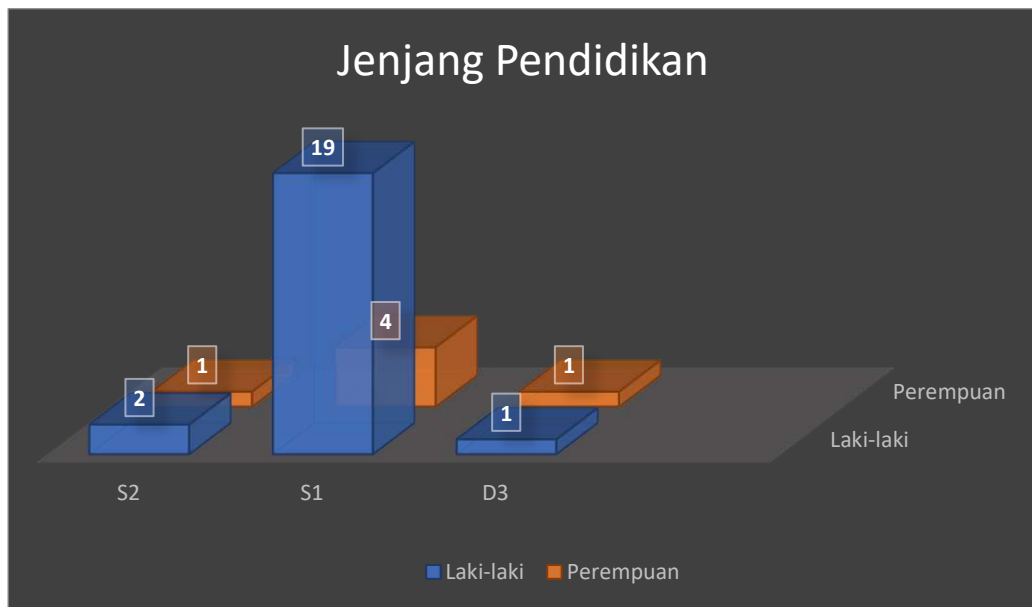 Jenjang Pendidikan
19
4
1
1
2
1
Perempuan
Laki-laki
S2
S1
D3
Laki-laki
Perempuan